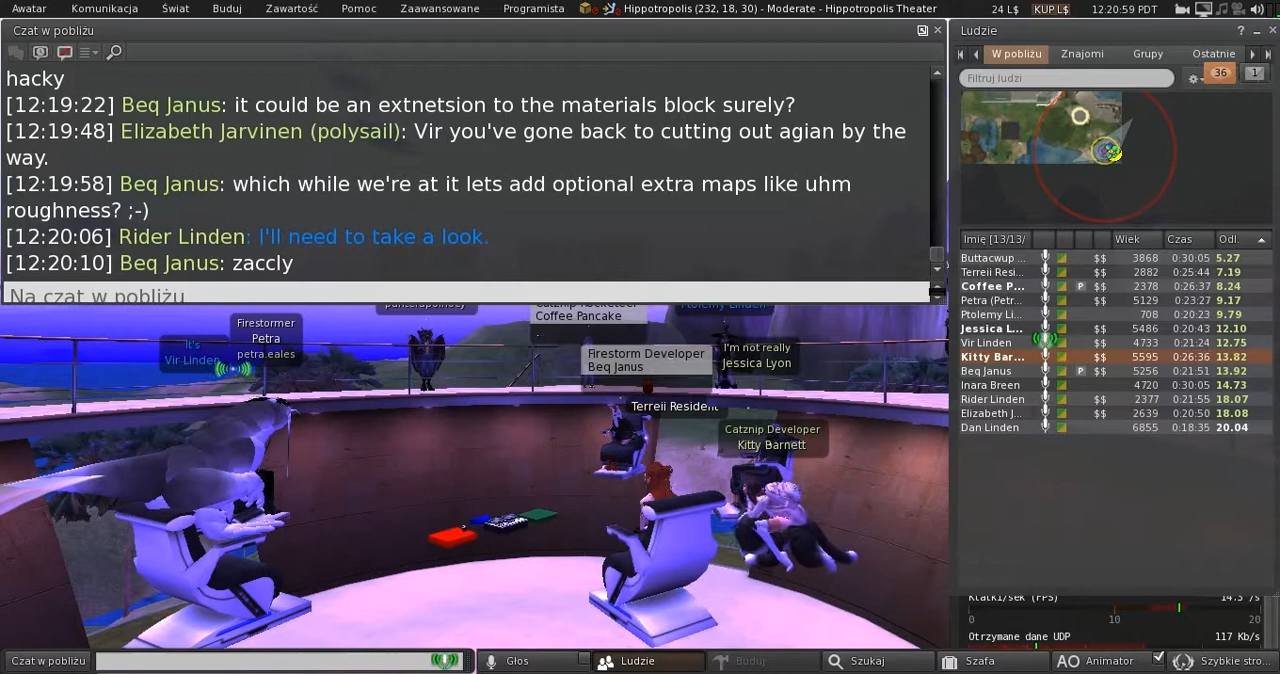 Awatar Komunikacja Świat Buduj Zawartość Pomoc Zaawansowane Programista Hippotropolis (232, 18, 30) - Moderate - Hippotropolis Theater 24 L$ KUP L$ 12:20:59 PDT
Czat w pobliżu
hacky
[12:19:22] Beq Janus: it could be an extnetsion to the materials block surely?
[12:19:48] Elizabeth Jarvinen (polysail): Vir you've gone back to cutting out agian by the
way.
[12:19:58] Beq Janus: which while we're at it lets add optional extra maps like uhm
roughness? ;-)
[12:20:06] Rider Linden: I'll need to take a look.
[12:20:10] Beq Janus: zaccly
Na czat w pobliżu
Ludzie
W pobliżu Znajomi Grupy Ostatnie
Filtruj ludzi 36 1
Imię [13/13/ Wiek Czas Odl.
Buttacwup ... $$ 3868 0:30:05 5.27
Terreii Resi... $$ 2882 0:25:44 7.19
Coffee P... P $$ 2378 0:26:37 8.24
Petra (Petr... $$ 5129 0:23:27 9.17
Ptolemy Li... 708 0:20:23 9.79
Jessica L... $$ 5486 0:20:43 12.10
Vir Linden $$ 4733 0:21:24 12.75
Kitty Bar... $$ 5595 0:26:36 13.82
Beq Janus P $$ 5256 0:21:51 13.92
Inara Breen 4720 0:30:05 14.73
Rider Linden $$ 2377 0:21:55 18.07
Elizabeth J... $$ 2639 0:20:50 18.08
Dan Linden 6855 0:18:35 20.04
Klatki/sek (FPS) 14.5 /s
0 10 20
Otrzymane dane UDP 117 Kb/s
Coffee Pancake
Ptolemy Linden
Firestormer
Petra
petra.eales
It's
Vir Linden
Firestorm Developer
Beq Janus
I'm not really
Jessica Lyon
Terreii Resident
Catznip Developer
Kitty Barnett
Czat w pobliżu Głos Ludzie Buduj Szukaj Szafa AO Animator Szybkie stro...